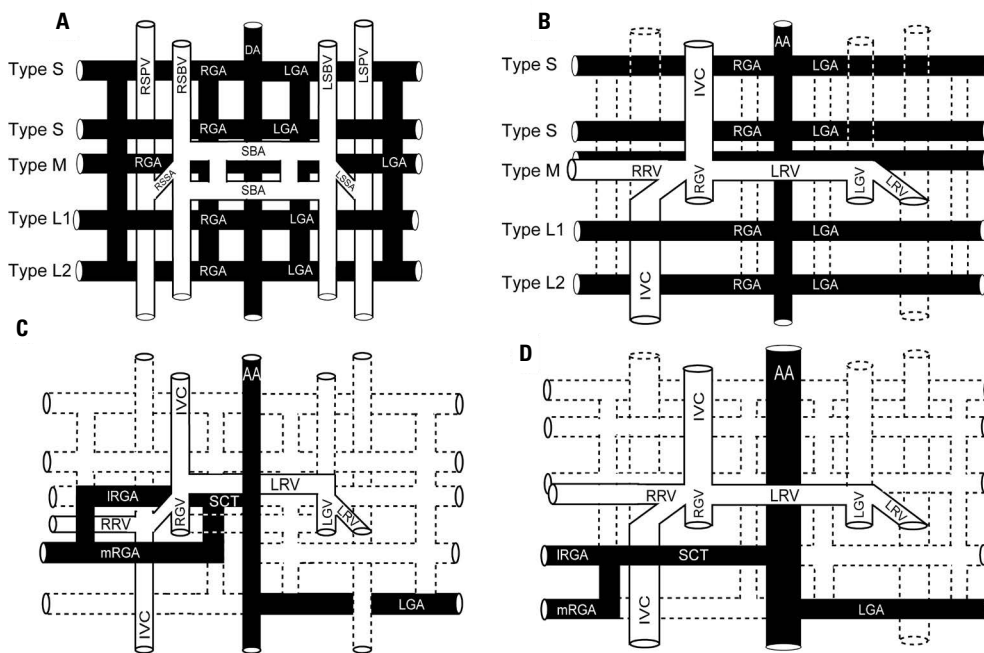 A
DA
RSPV
RSBV
LSBV
LSPV
Type S
RGA
LGA
Type S
RGA
LGA
SBA
Type M
RGA
LGA
RSSA
LSSA
SBA
Type L1
RGA
LGA
Type L2
RGA
LGA
B
AA
Type S
IVC
RGA
LGA
Type S
RGA
LGA
Type M
RRV
RGV
LRV
LGV
LRV
Type L1
RGA
LGA
Type L2
IVC
RGA
LGA
C
AA
IVC
LRV
lRGA
SCT
RRV
RGV
LGV
LRV
mRGA
IVC
LGA
D
AA
IVC
RRV
RGV
LRV
LGV
LRV
lRGA
SCT
mRGA
IVC
LGA